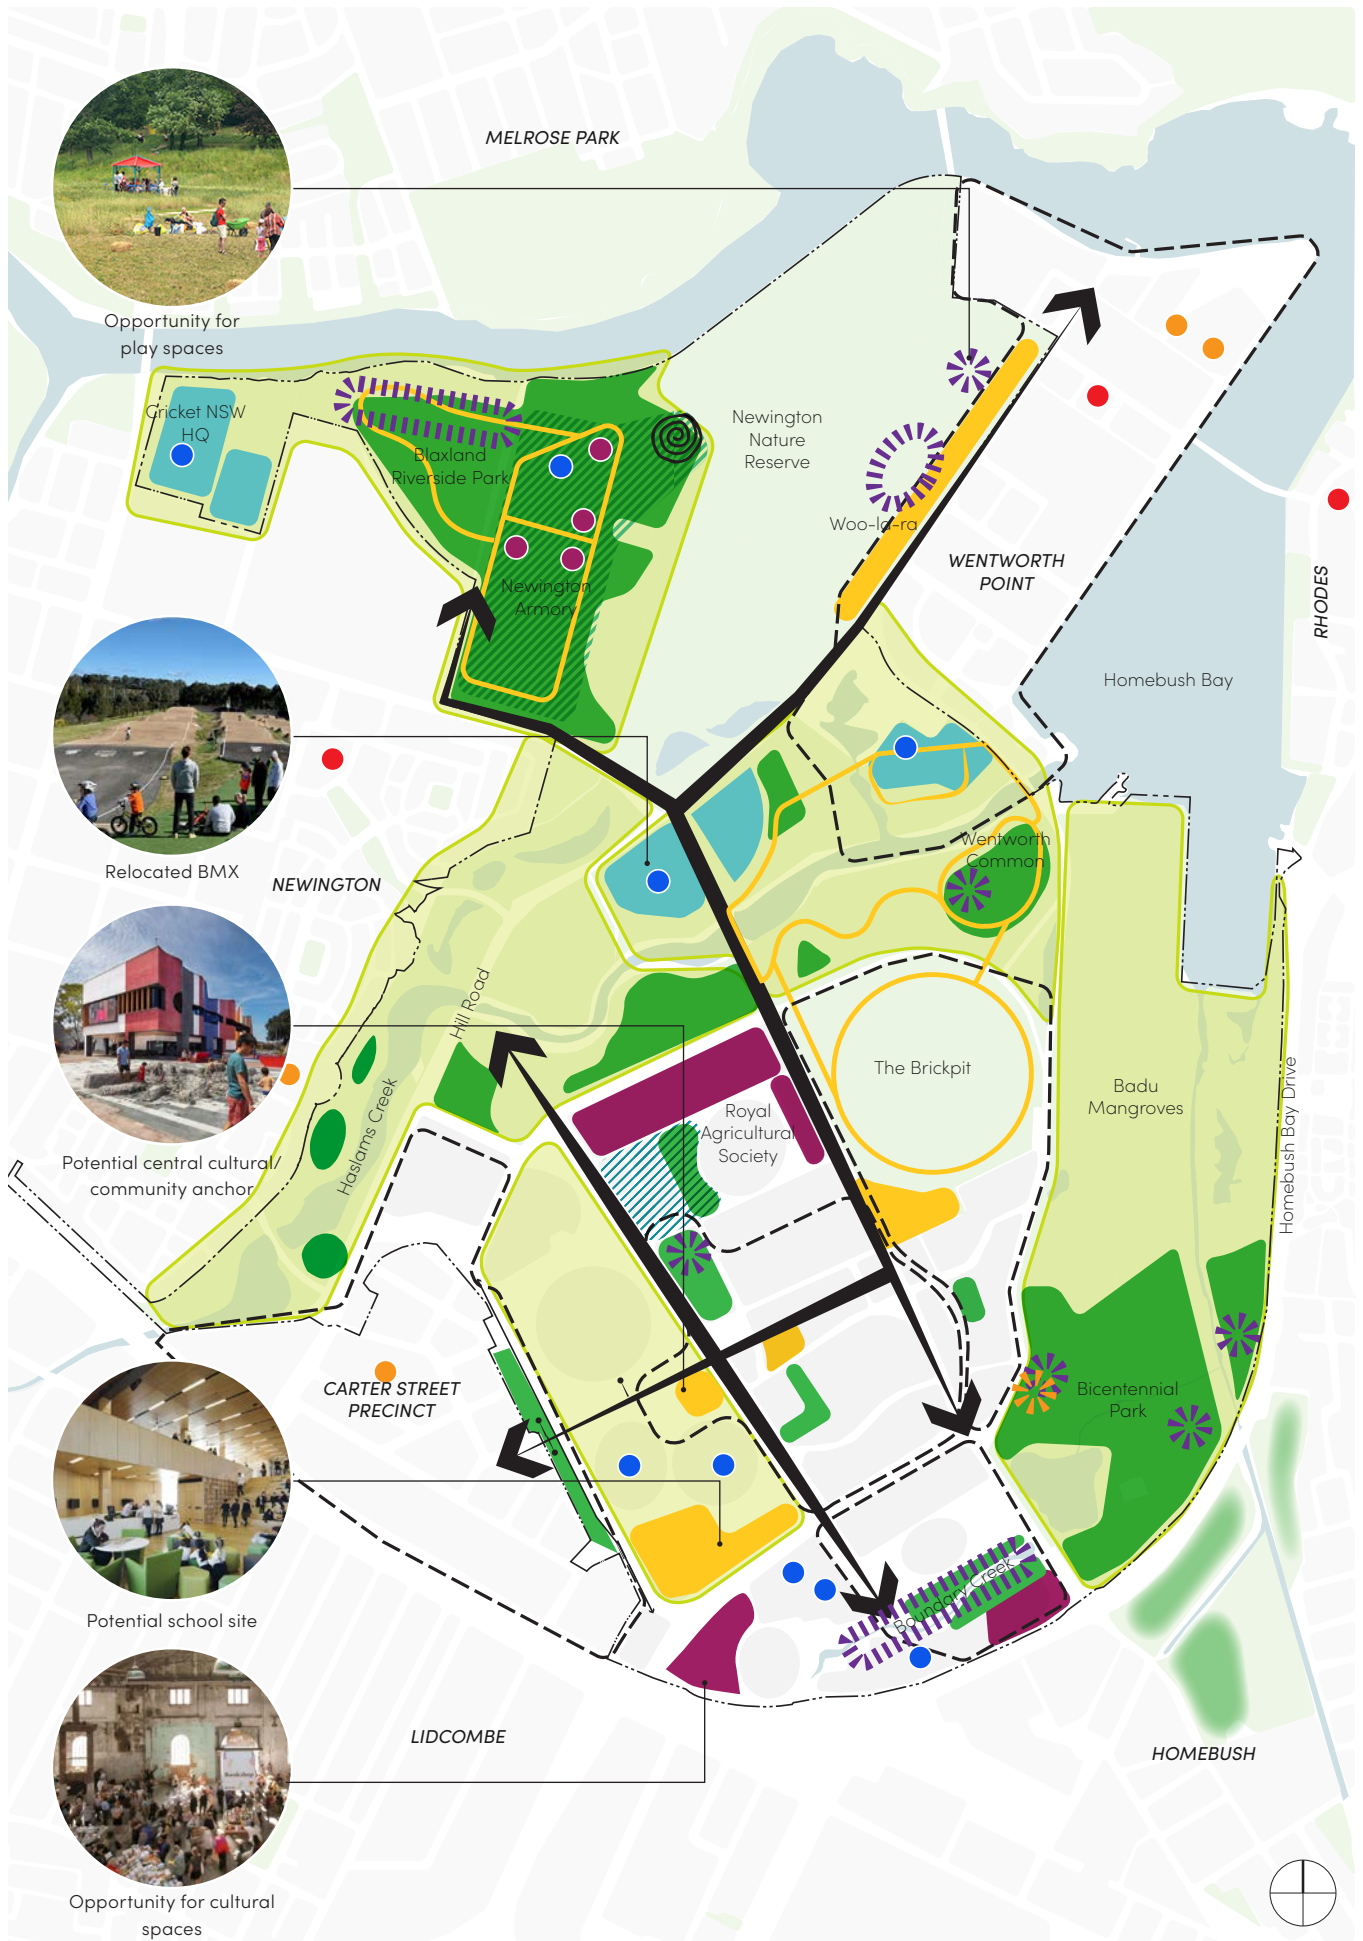 MELROSE PARK
Opportunity for
play spaces
Cricket NSW
HQ
Blaxland
Riverside Park
Newington
Nature
Reserve
Woo-la-ra
WENTWORTH
POINT
RHODES
Newington
Armory
Homebush Bay
Relocated BMX
NEWINGTON
Wentworth
Common
Hill Road
The Brickpit
Badu
Mangroves
Royal
Agricultural
Society
Haslams Creek
Homebush Bay Drive
Potential central cultural/
community anchor
CARTER STREET
PRECINCT
Bicentennial
Park
Boundary Creek
Potential school site
LIDCOMBE
HOMEBUSH
Opportunity for cultural
spaces